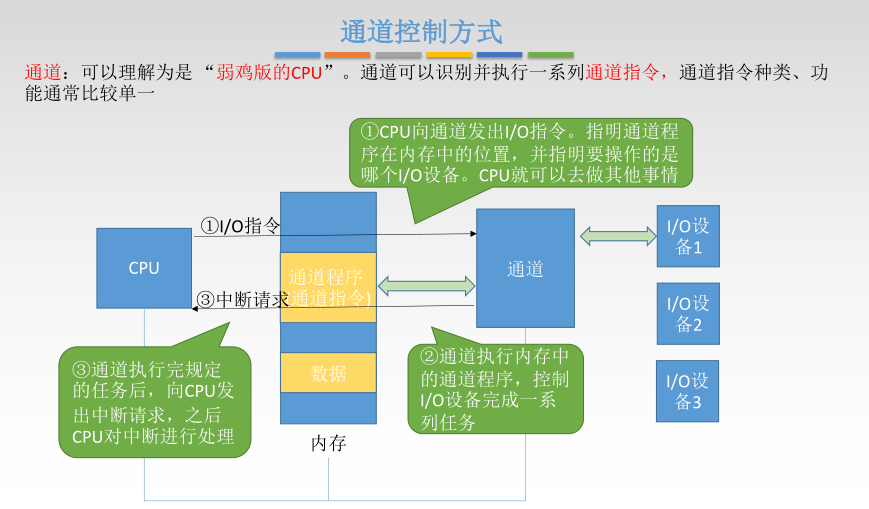 通道控制方式
通道：可以理解为是 “弱鸡版的CPU”。通道可以识别并执行一系列通道指令，通道指令种类、功
能通常比较单一
①CPU向通道发出I/O指令。指明通道程
序在内存中的位置，并指明要操作的是
哪个I/O设备。CPU就可以去做其他事情
①I/O指令
CPU
通道程序
(通道指令)
③中断请求
通道
I/O设
备1
I/O设
备2
I/O设
备3
数据
内存
③通道执行完规定
的任务后，向CPU发
出中断请求，之后
CPU对中断进行处理
②通道执行内存中
的通道程序，控制
I/O设备完成一系
列任务